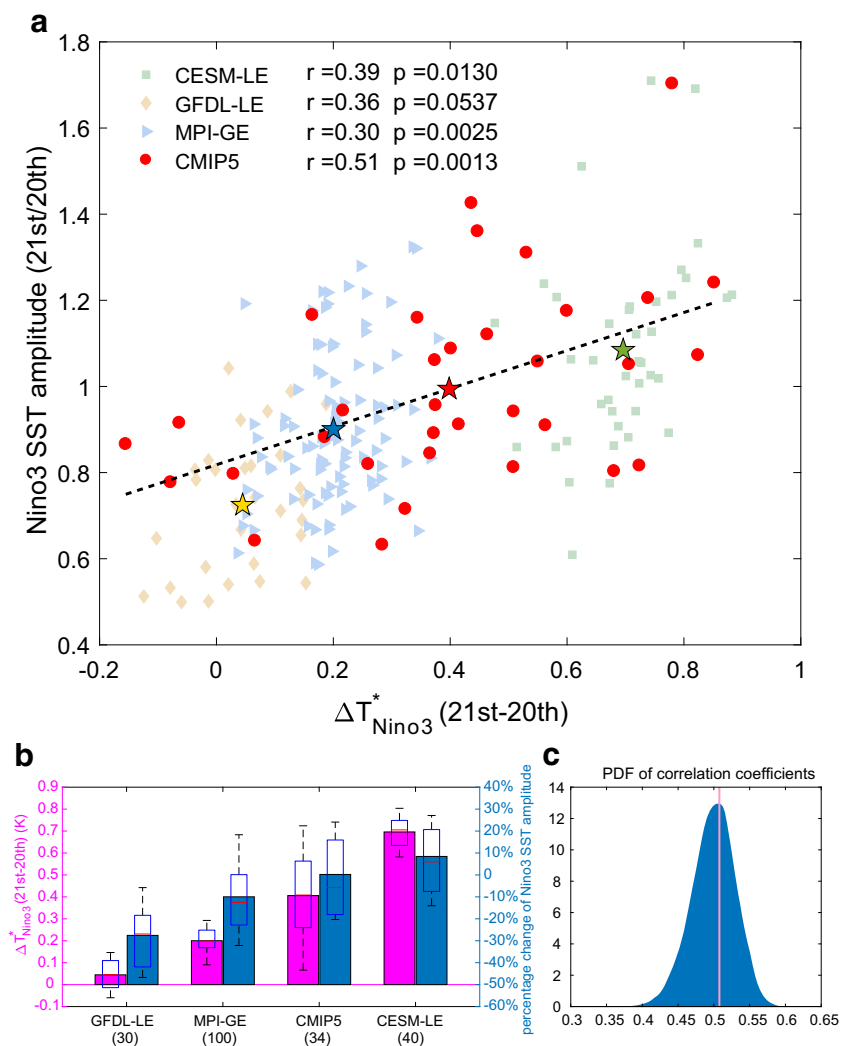 a
1.8
1.6
1.4
1.2
1
0.8
0.6
0.4
Nino3 SST amplitude (21st/20th)
CESM-LE r =0.39 p =0.0130
GFDL-LE r =0.36 p =0.0537
MPI-GE r =0.30 p =0.0025
CMIP5 r =0.51 p =0.0013
-0.2 0 0.2 0.4 0.6 0.8 1
ΔT*Nino3 (21st-20th)
b
0.9
0.8
0.7
0.6
0.5
0.4
0.3
0.2
0.1
0
-0.1
ΔT*Nino3 (21st-20th) (K)
40%
30%
20%
10%
0
-10%
-20%
-30%
-40%
-50%
-60%
percentage change of Nino3 SST amplitude
GFDL-LE MPI-GE CMIP5 CESM-LE
(30) (100) (34) (40)
c
PDF of correlation coefficients
14
12
10
8
6
4
2
0
0.3 0.35 0.4 0.45 0.5 0.55 0.6 0.65